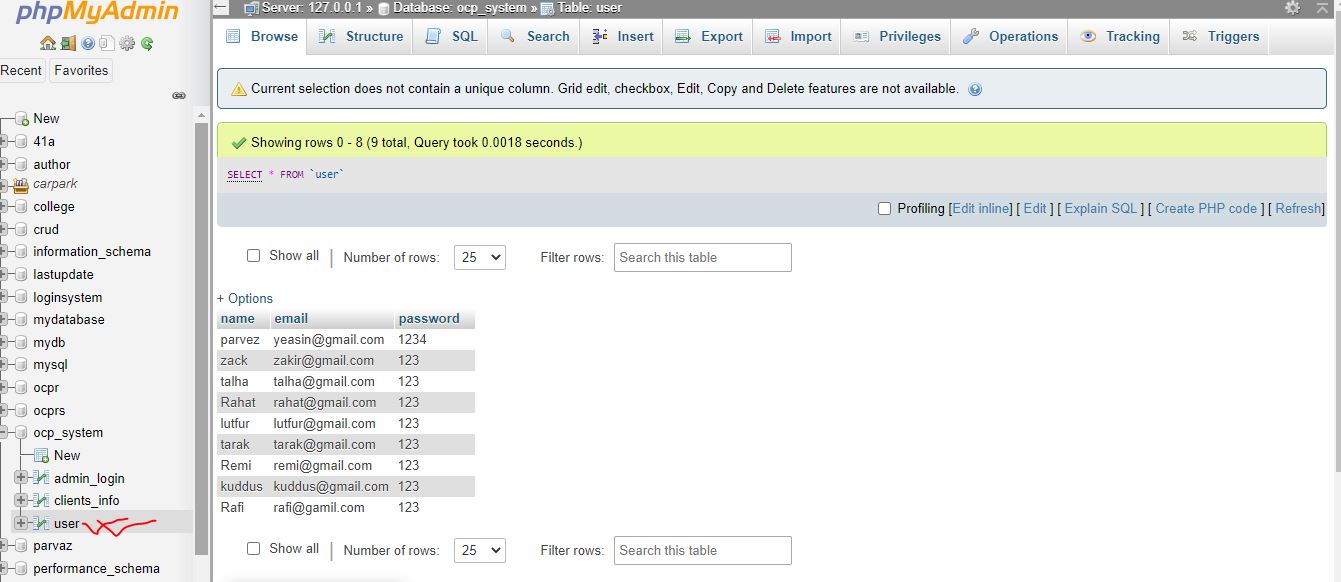 phpMyAdmin
Recent Favorites
New
41a
author
carpark
college
crud
information_schema
lastupdate
loginsystem
mydatabase
mydb
mysql
ocpr
ocprs
ocp_system
New
admin_login
clients_info
user
parvaz
performance_schema
Server: 127.0.0.1 » Database: ocp_system » Table: user
Browse Structure SQL Search Insert Export Import Privileges Operations Tracking Triggers
Current selection does not contain a unique column. Grid edit, checkbox, Edit, Copy and Delete features are not available.
Showing rows 0 - 8 (9 total, Query took 0.0018 seconds.)
SELECT * FROM `user`
Profiling [Edit inline] [ Edit ] [ Explain SQL ] [ Create PHP code ] [ Refresh]
Show all | Number of rows: 25 Filter rows: Search this table
+ Options
name email password
parvez yeasin@gmail.com 1234
zack zakir@gmail.com 123
talha talha@gmail.com 123
Rahat rahat@gmail.com 123
lutfur lutfur@gmail.com 123
tarak tarak@gmail.com 123
Remi remi@gmail.com 123
kuddus kuddus@gmail.com 123
Rafi rafi@gamil.com 123
Show all | Number of rows: 25 Filter rows: Search this table